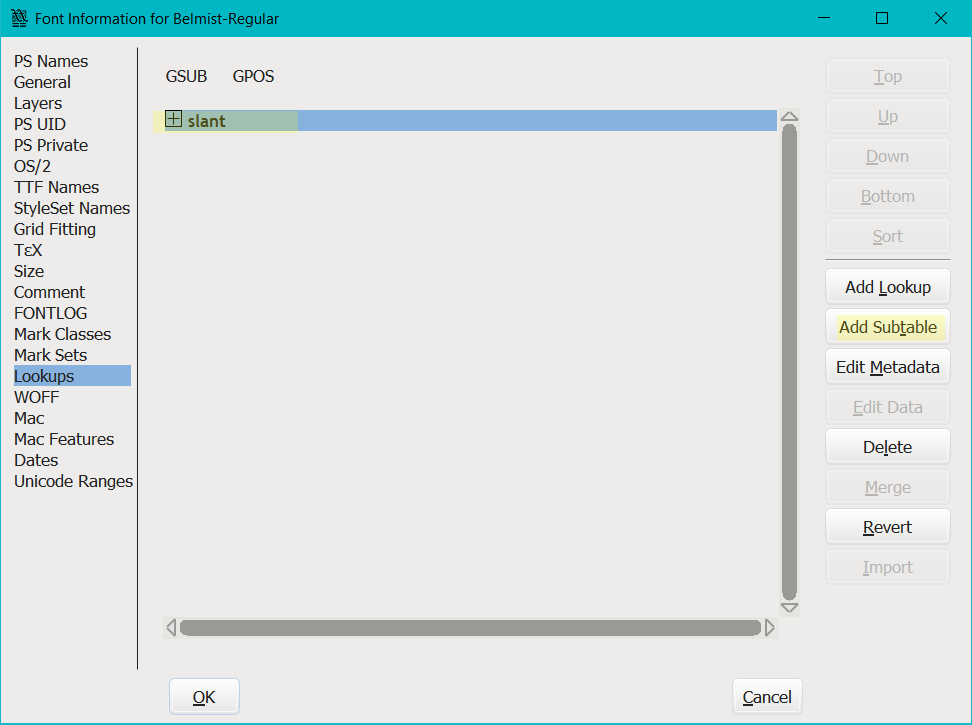 Font Information for Belmist-Regular
PS Names
General
Layers
PS UID
PS Private
OS/2
TTF Names
StyleSet Names
Grid Fitting
TεX
Size
Comment
FONTLOG
Mark Classes
Mark Sets
Lookups
WOFF
Mac
Mac Features
Dates
Unicode Ranges
GSUB GPOS
slant
Top
Up
Down
Bottom
Sort
Add Lookup
Add Subtable
Edit Metadata
Edit Data
Delete
Merge
Revert
Import
OK
Cancel